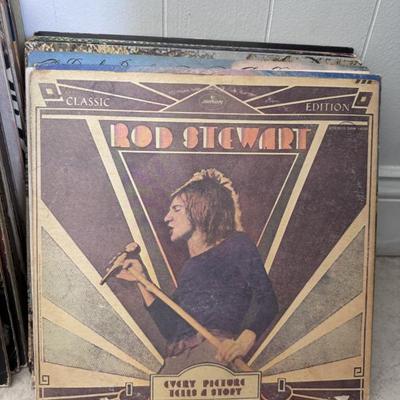 CLASSIC
EDITION
ROD STEWART
EVERY PICTURE
TELLS A STORY